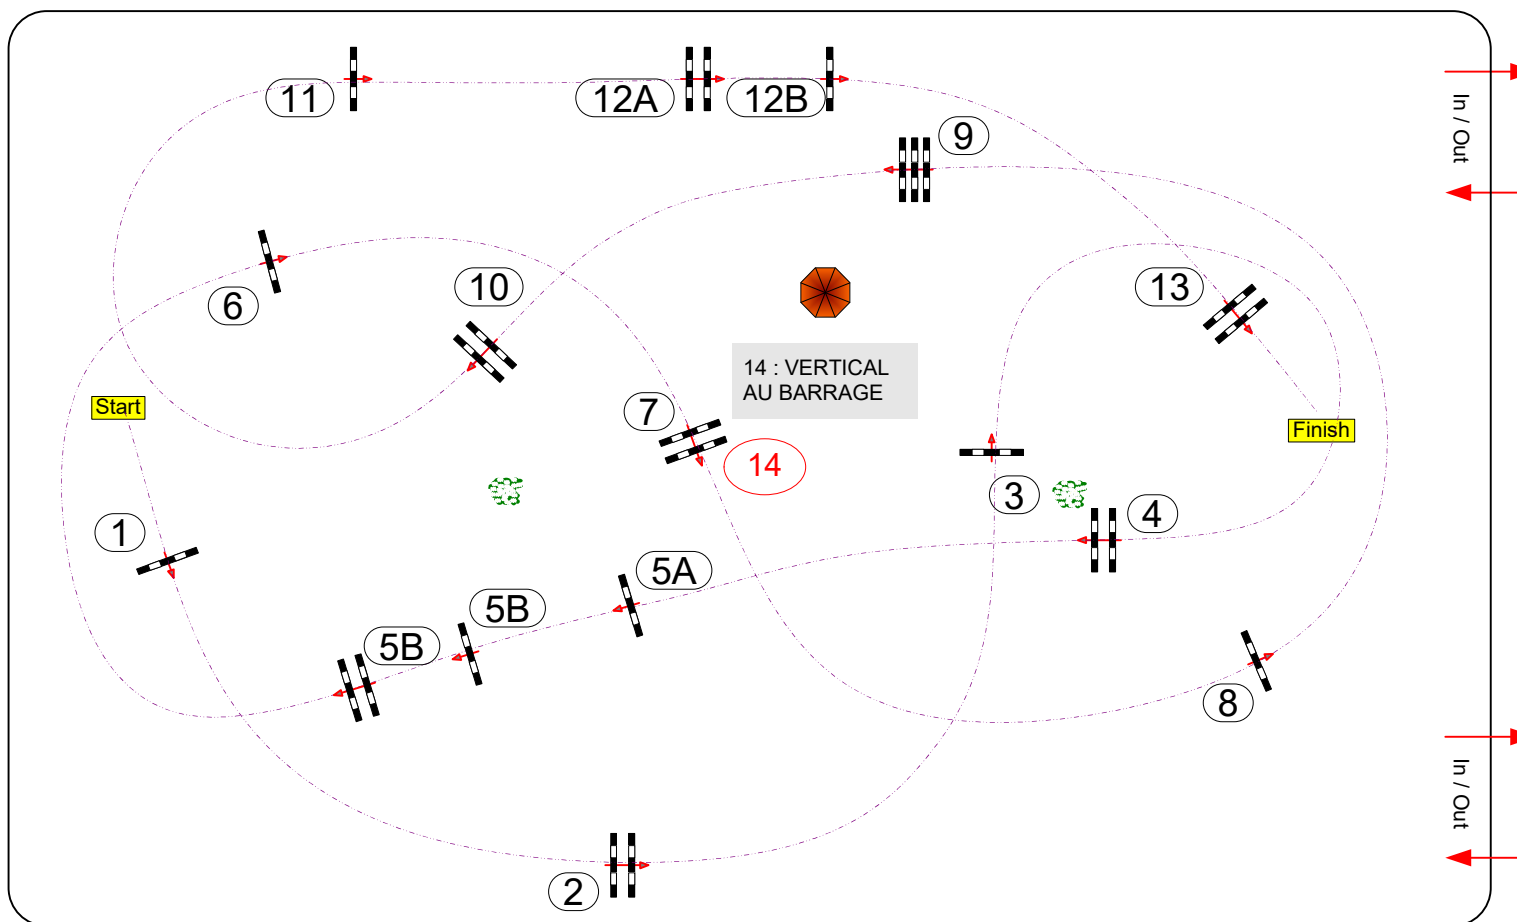 11
12A
12B
9
In / Out
6
10
13
14 : VERTICAL
AU BARRAGE
Start
7
Finish
14
3
4
1
5A
5B
5B
8
In / Out
2